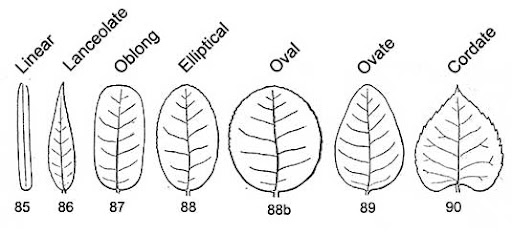 Linear
Lanceolate
Oblong
Elliptical
Oval
Ovate
Cordate
85
86
87
88
88b
89
90